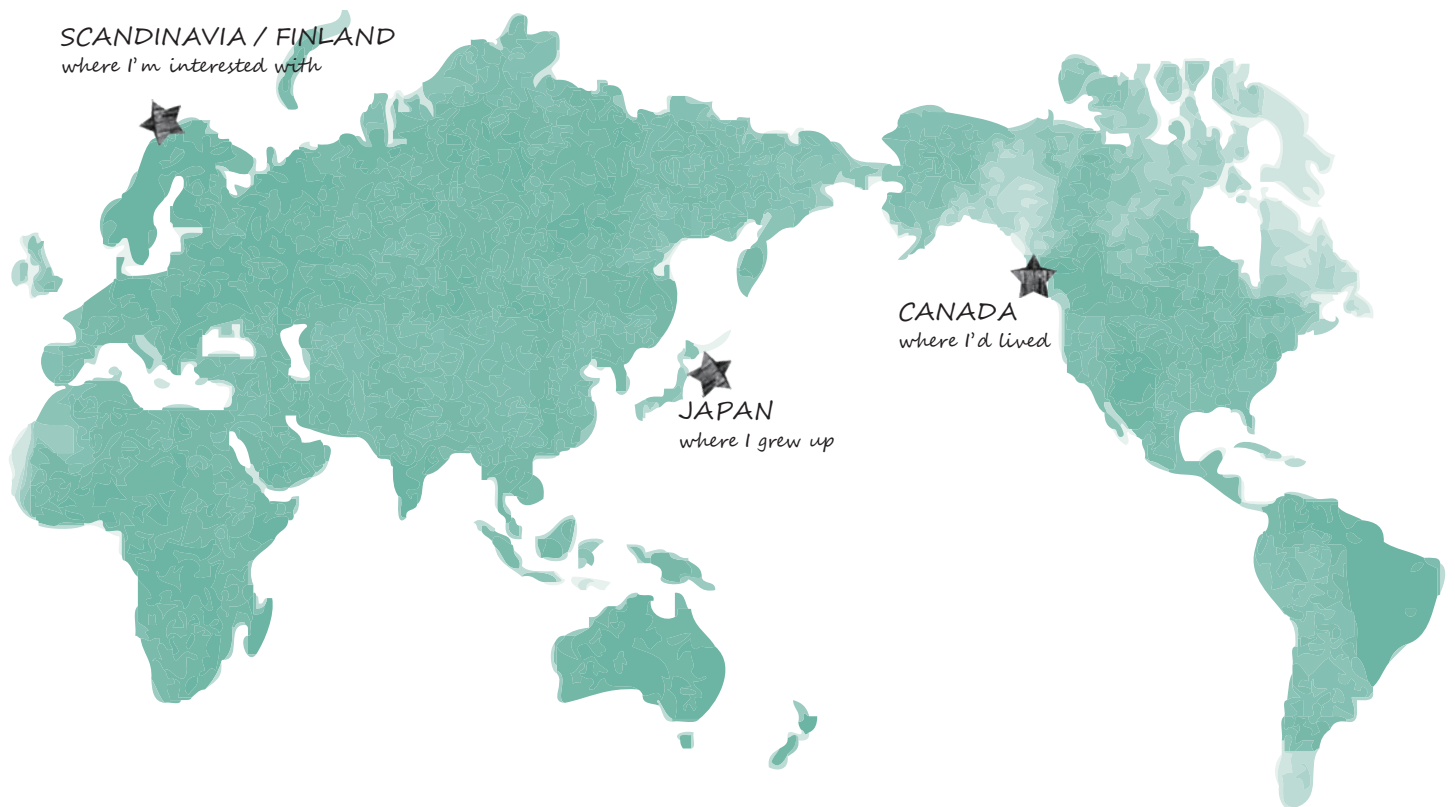 SCANDINAVIA / FINLAND
where I'm interested with
CANADA
where I'd lived
JAPAN
where I grew up